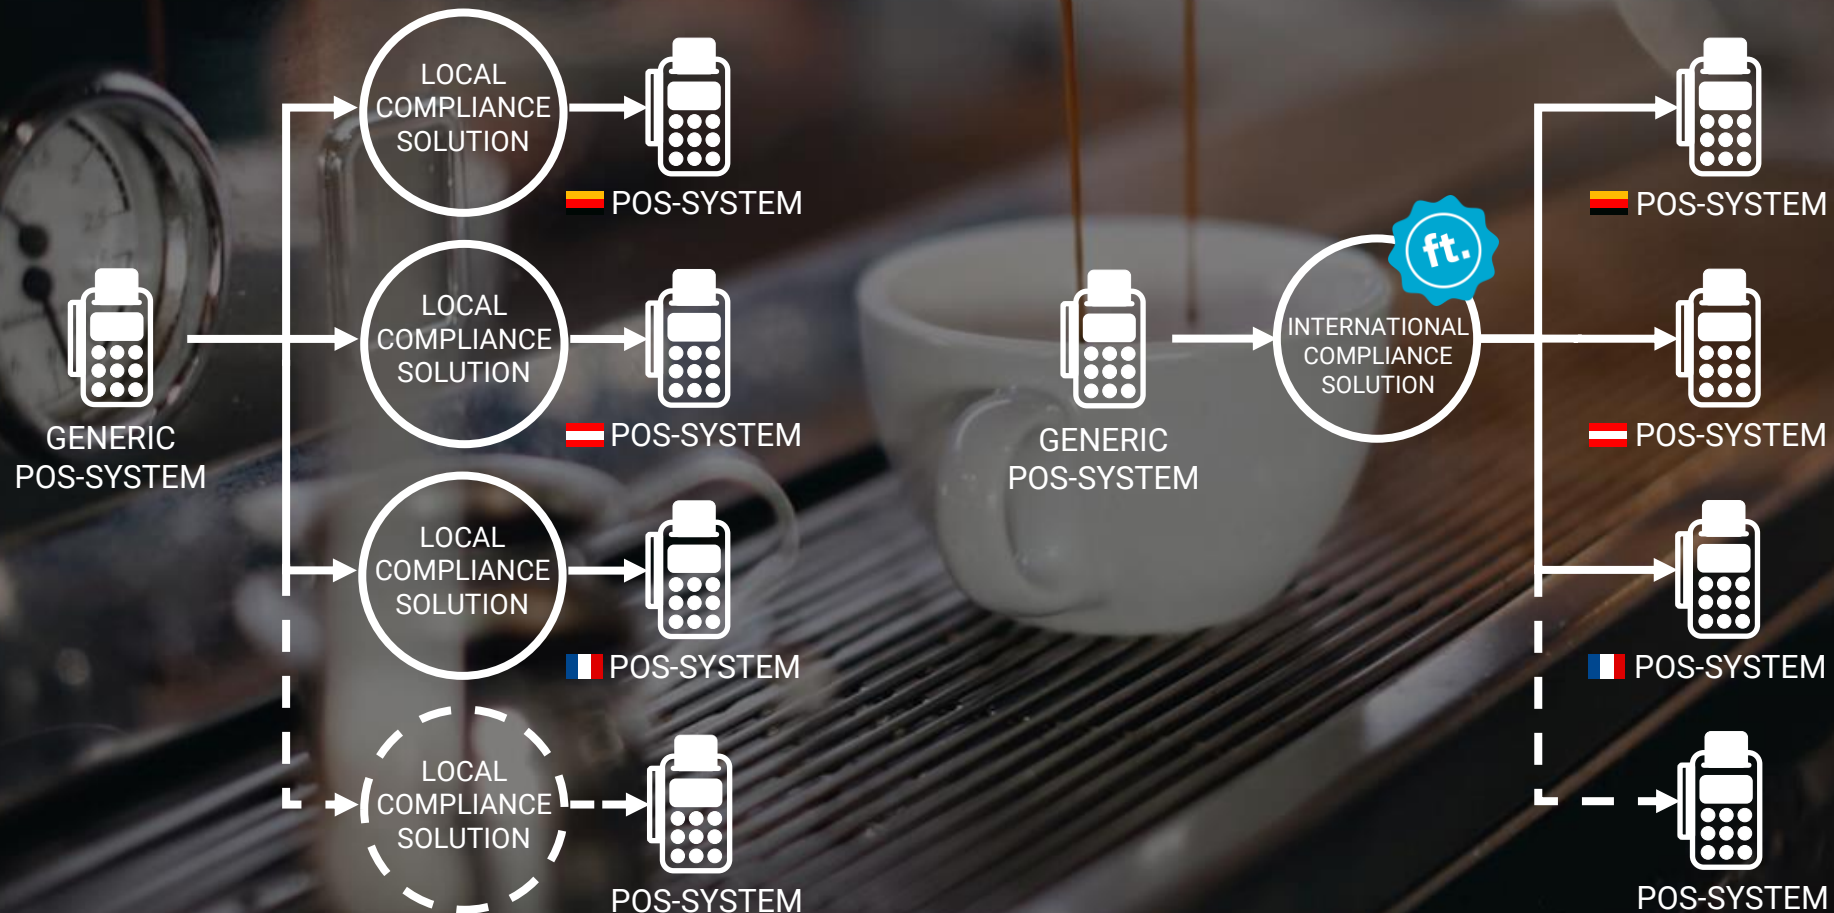 LOCAL
COMPLIANCE
SOLUTION
POS-SYSTEM
LOCAL
COMPLIANCE
SOLUTION
POS-SYSTEM
GENERIC
POS-SYSTEM
LOCAL
COMPLIANCE
SOLUTION
POS-SYSTEM
LOCAL
COMPLIANCE
SOLUTION
POS-SYSTEM
GENERIC
POS-SYSTEM
ft.
INTERNATIONAL
COMPLIANCE
SOLUTION
POS-SYSTEM
POS-SYSTEM
POS-SYSTEM
POS-SYSTEM